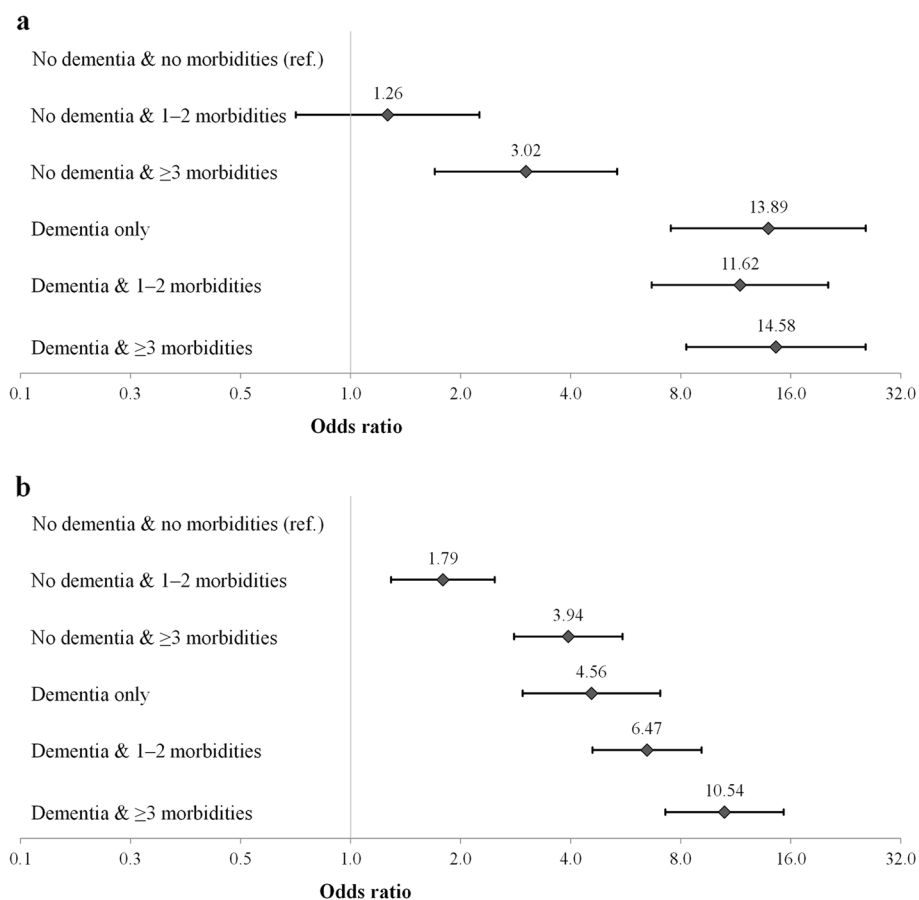 a
No dementia & no morbidities (ref.)
1.26
No dementia & 1–2 morbidities
3.02
No dementia & ≥3 morbidities
13.89
Dementia only
11.62
Dementia & 1–2 morbidities
14.58
Dementia & ≥3 morbidities
0.1 0.3 0.5 1.0 2.0 4.0 8.0 16.0 32.0
Odds ratio
b
No dementia & no morbidities (ref.)
1.79
No dementia & 1–2 morbidities
3.94
No dementia & ≥3 morbidities
4.56
Dementia only
6.47
Dementia & 1–2 morbidities
10.54
Dementia & ≥3 morbidities
0.1 0.3 0.5 1.0 2.0 4.0 8.0 16.0 32.0
Odds ratio